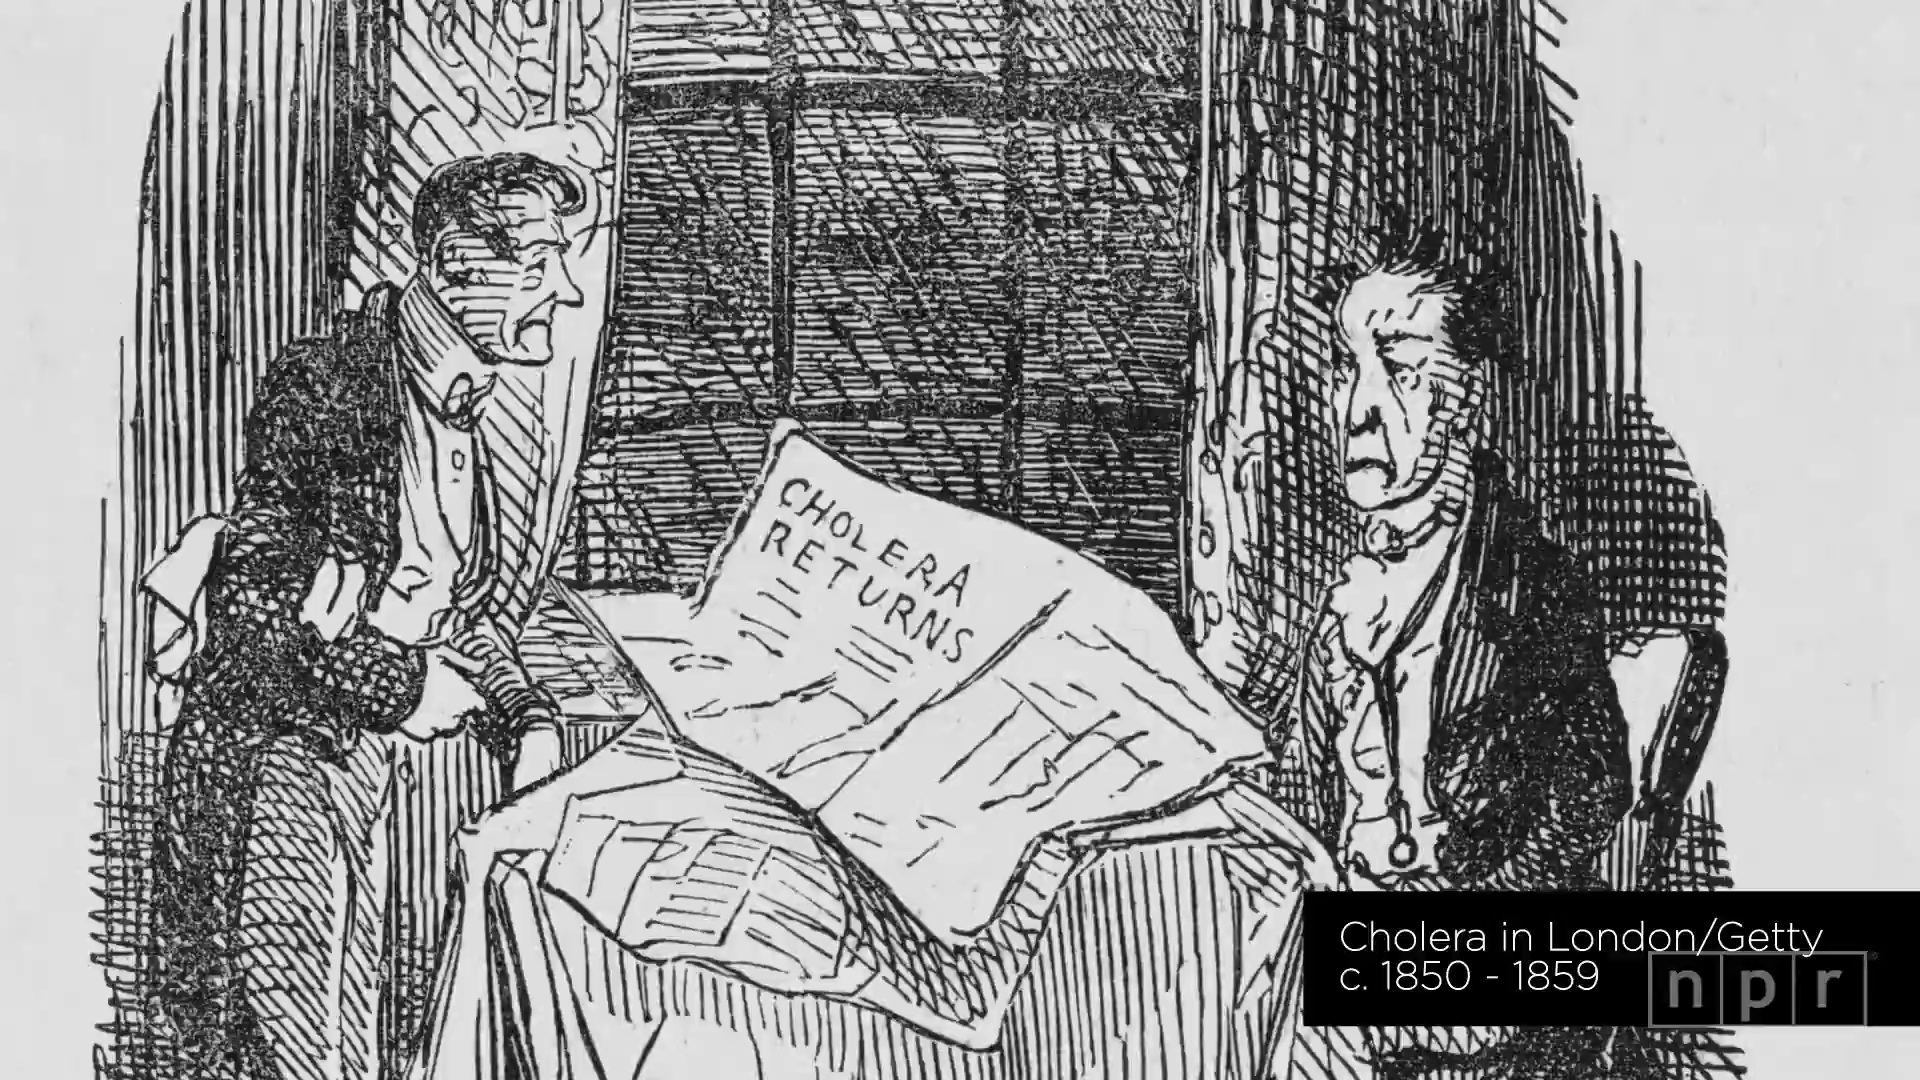 CHOLERA
RETURNS
Cholera in London/Getty
c. 1850 - 1859
npr